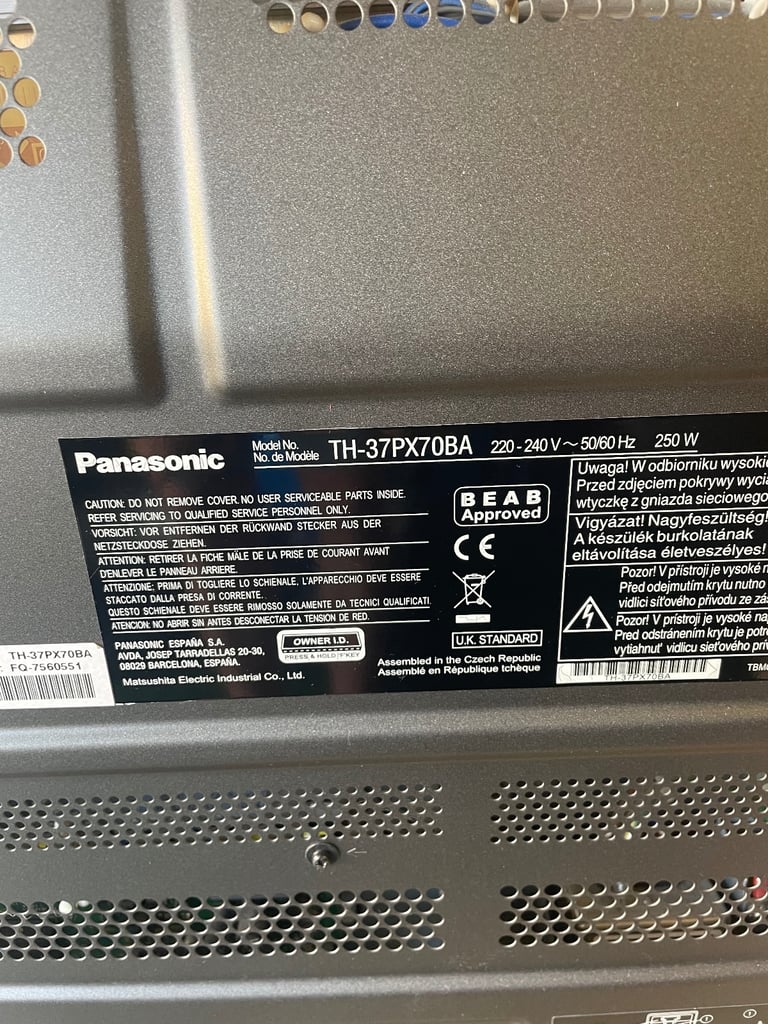 Panasonic
Model No.
No. de Modèle
TH-37PX70BA 220-240 V ~ 50/60 Hz 250 W
CAUTION: DO NOT REMOVE COVER. NO USER SERVICEABLE PARTS INSIDE.
REFER SERVICING TO QUALIFIED SERVICE PERSONNEL ONLY.
VORSICHT: VOR ENTFERNEN DER RÜCKWAND STECKER AUS DER
NETZSTECKDOSE ZIEHEN.
ATTENTION: RETIRER LA FICHE MÂLE DE LA PRISE DE COURANT AVANT
D'ENLEVER LE PANNEAU ARRIERE.
ATTENZIONE: PRIMA DI TOGLIERE LO SCHIENALE, L'APPARECCHIO DEVE ESSERE
STACCATO DALLA PRESA DI CORRENTE.
QUESTO SCHIENALE DEVE ESSERE RIMOSSO SOLAMENTE DA TECNICI QUALIFICATI.
ATENCION: NO ABRIR SIN ANTES DESCONECTAR LA TENSION DE RED.
PANASONIC ESPAÑA S.A.
AVDA, JOSEP TARRADELLAS 20-30,
08029 BARCELONA, ESPAÑA.
Matsushita Electric Industrial Co., Ltd.
OWNER I.D.
PRESS & HOLD KEY
BEAB
Approved
CE
U.K. STANDARD
Assembled in the Czech Republic
Assemblé en République tchèque
Uwaga! W odbiorniku
Przed zdjęciem pokrywy
wtyczkę z gniazda sieciowego
Vigyázat! Nagyfeszültség!
A készülék burkolatának
eltávolítása életveszélyes!
Pozor! V přístroji je vysoké
Před odejmutím krytu nutno
vidlici síťového přívodu ze
Pozor! V prístroji je vysoké
Pred odstránením krytu je
vytiahnuť vidlicu sieťového
TH-37PX70BA
TH-37PX70BA
FQ-7560551